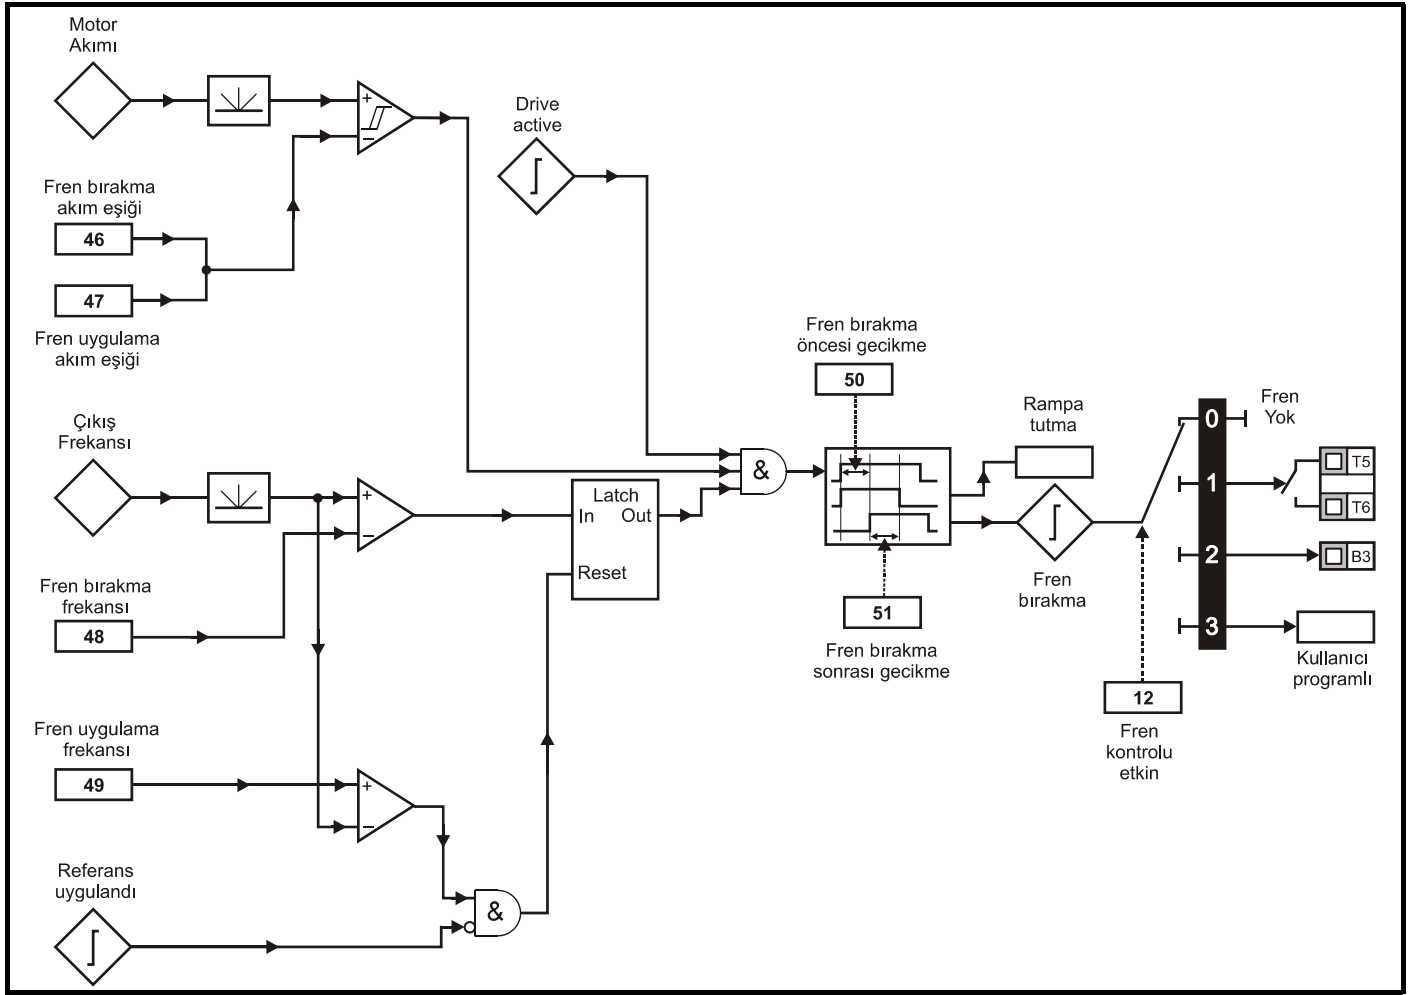 Motor
Akımı
+
−
Drive
active
Fren bırakma
akım eşiği
46
47
Fren uygulama
akım eşiği
Fren bırakma
öncesi gecikme
50
Çıkış
Frekansı
+
−
Latch
In Out
Reset
&
Rampa
tutma
Fren
bırakma
51
Fren bırakma
sonrası gecikme
0
1
2
3
Fren
Yok
T5
T6
B3
Kullanıcı
programlı
12
Fren
kontrolu
etkin
Fren bırakma
frekansı
48
Fren uygulama
frekansı
49
+
−
Referans
uygulandı
&